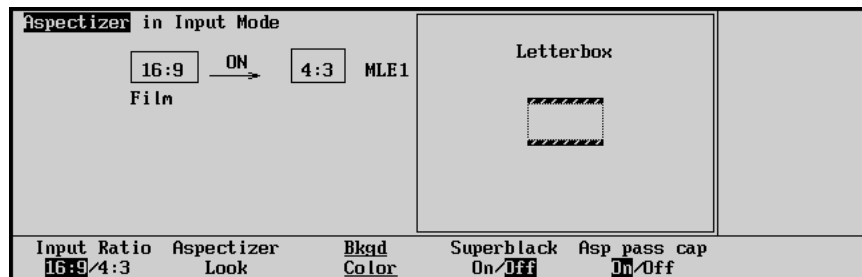 Aspectizer in Input Mode
16:9 ON 4:3 MLE1
Film
Letterbox
Input Ratio Aspectizer Bkgd Superblack Asp pass cap
16:9/4:3 Look Color On/Off On/Off